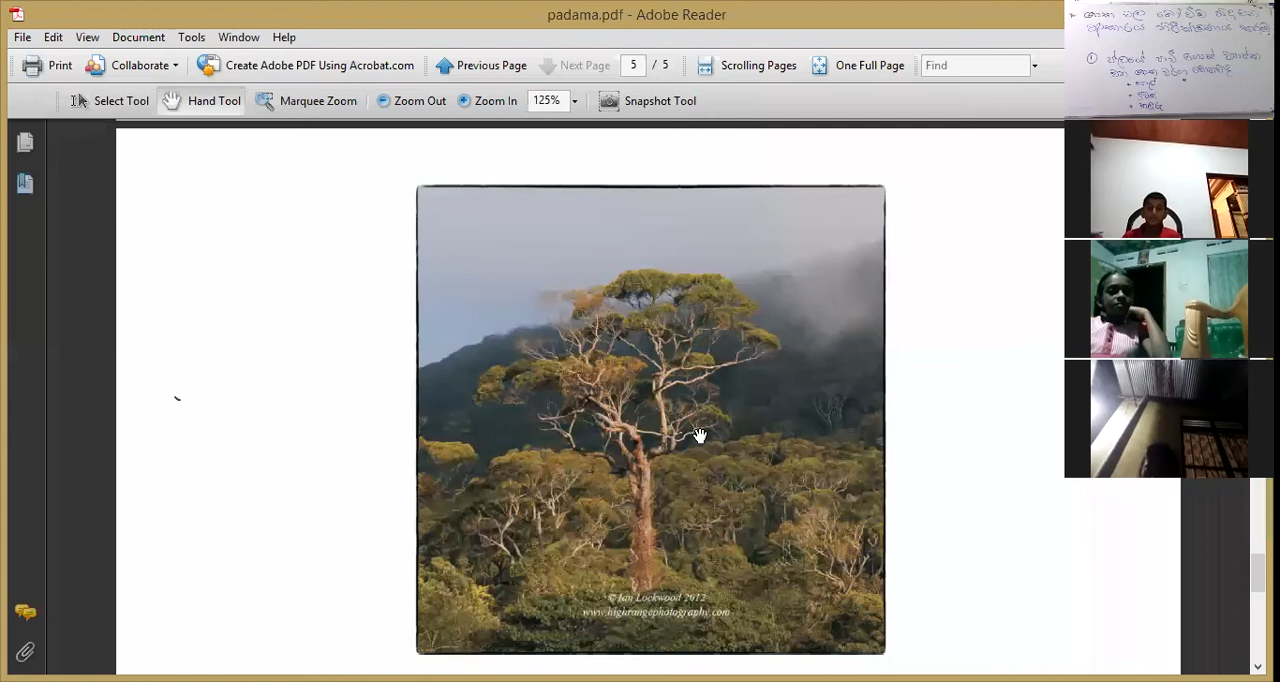 padama.pdf - Adobe Reader
File Edit View Document Tools Window Help
Print Collaborate Create Adobe PDF Using Acrobat.com Previous Page Next Page 5 / 5 Scrolling Pages One Full Page Find
Select Tool Hand Tool Marquee Zoom Zoom Out Zoom In 125% Snapshot Tool
© Ian Lockwood 2012
www.highrangephotography.com